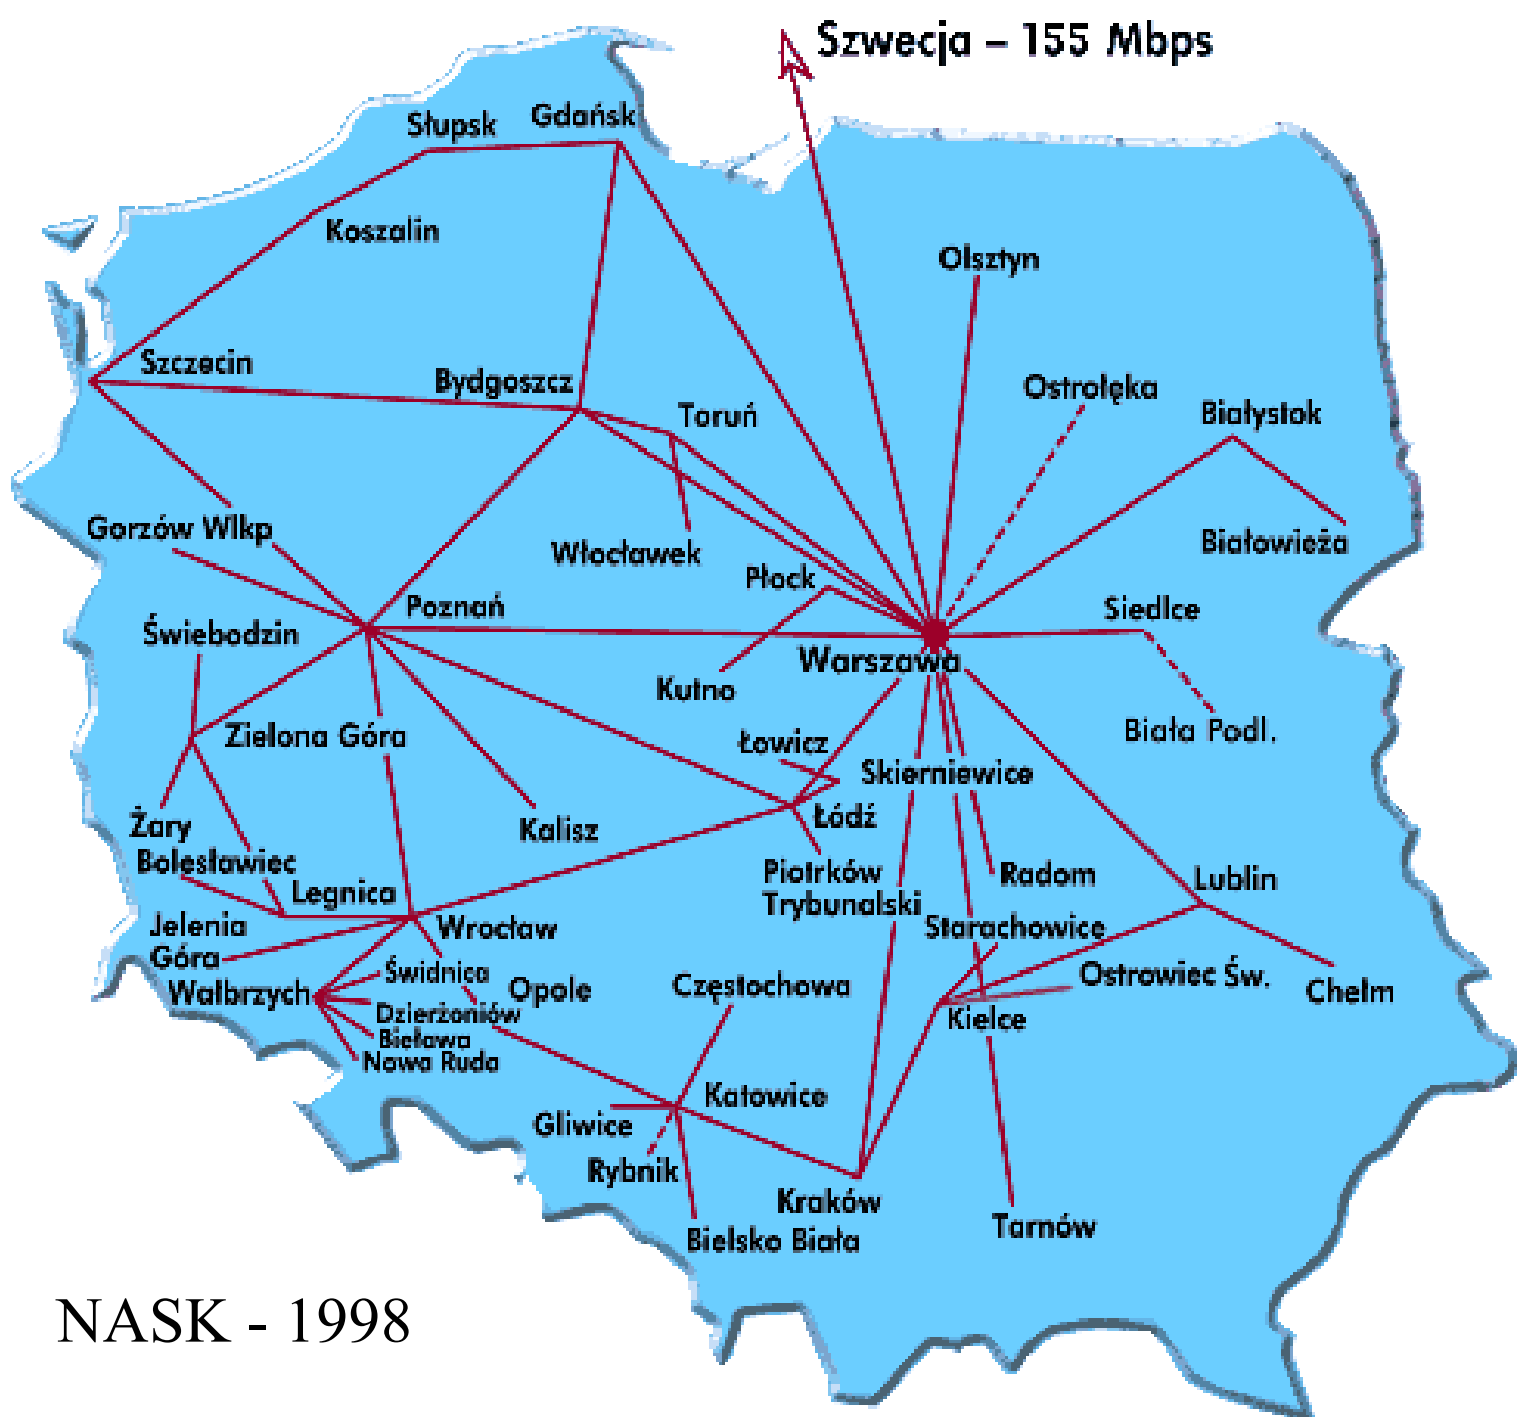 Szwecja – 155 Mbps
Słupsk
Gdańsk
Koszalin
Olsztyn
Szczecin
Bydgoszcz
Ostrołęka
Toruń
Białystok
Gorzów Wlkp
Włocławek
Białowieża
Płock
Poznań
Siedlce
Świebodzin
Warszawa
Kutno
Zielona Góra
Łowicz
Biała Podl.
Skierniewice
Żary
Kalisz
Łódź
Bolesławiec
Piotrków
Trybunalski
Radom
Lublin
Legnica
Jelenia
Góra
Wrocław
Starachowice
Świdnica
Ostrowiec Św.
Wałbrzych
Opole
Częstochowa
Chełm
Dzierżoniów
Kielce
Bielawa
Nowa Ruda
Katowice
Gliwice
Rybnik
Kraków
Tarnów
Bielsko Biała
NASK - 1998